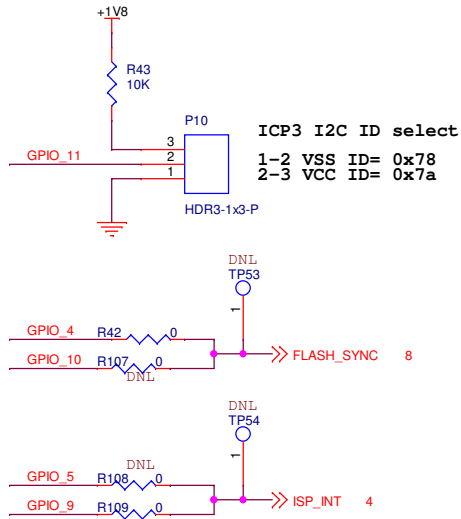 +1V8
R43
10K
P10
3
GPIO_11 2
1
HDR3-1x3-P
ICP3 I2C ID select
1-2 VSS ID= 0x78
2-3 VCC ID= 0x7a
DNL
TP53
1
GPIO_4 R42 0
GPIO_10 R107 0
DNL
FLASH_SYNC 8
DNL
TP54
1
DNL
GPIO_5 R108 0
GPIO_9 R109 0
ISP_INT 4